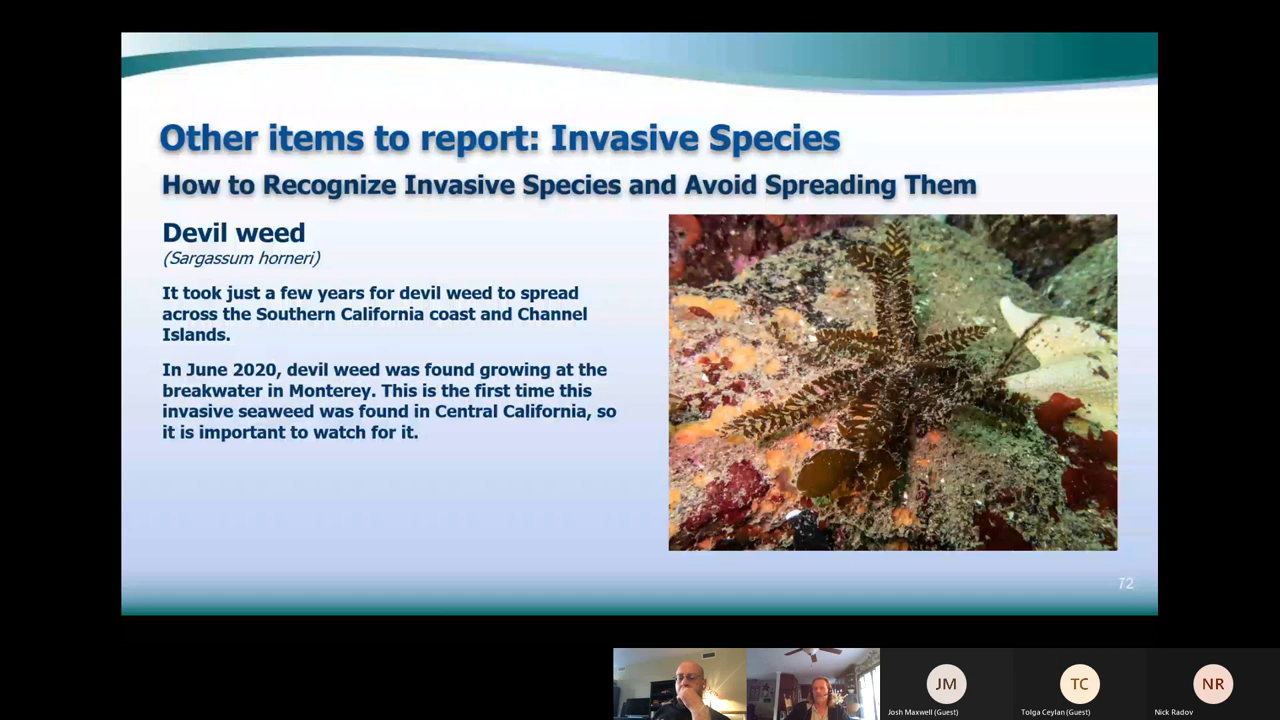 Other items to report: Invasive Species
How to Recognize Invasive Species and Avoid Spreading Them
Devil weed
(Sargassum horneri)
It took just a few years for devil weed to spread
across the Southern California coast and Channel
Islands.
In June 2020, devil weed was found growing at the
breakwater in Monterey. This is the first time this
invasive seaweed was found in Central California, so
it is important to watch for it.
72
JM
TC
NR
Josh Maxwell (Guest)
Tolga Ceylan (Guest)
Nick Radov